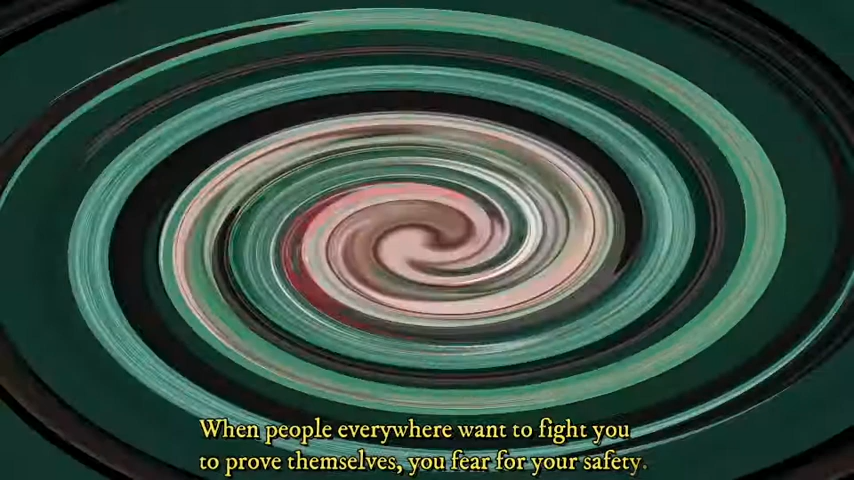 When people everywhere want to fight you
to prove themselves, you fear for your safety.